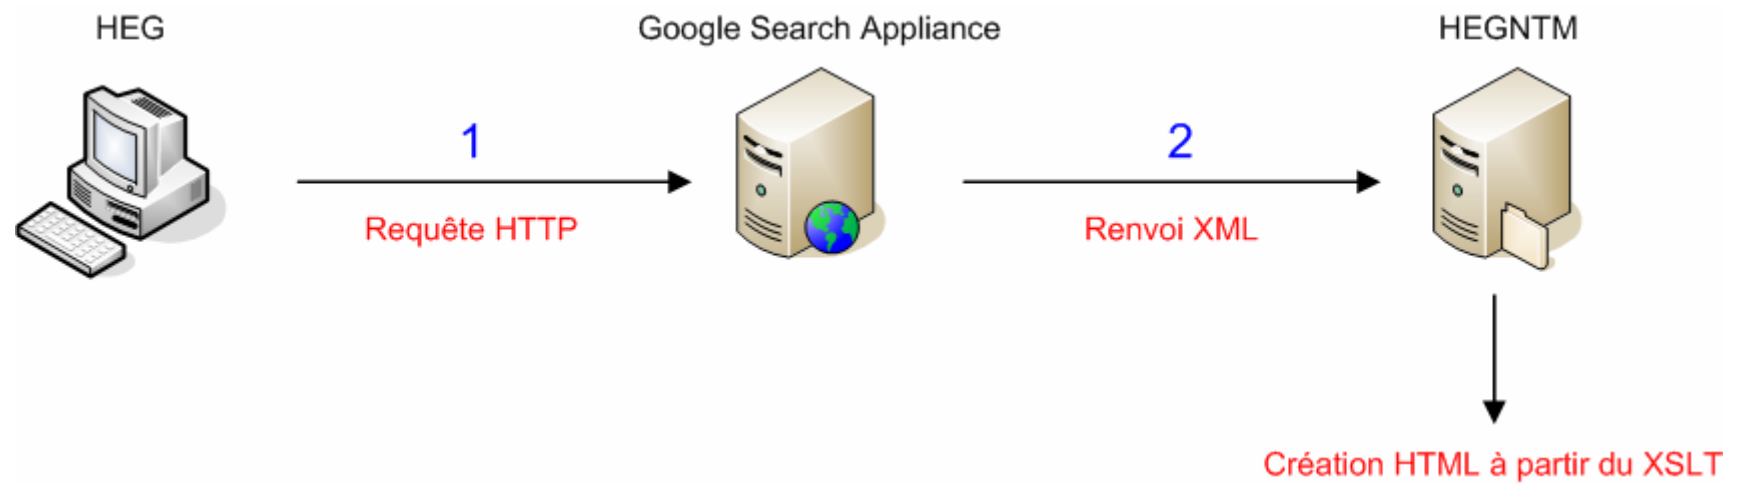 HEG
Google Search Appliance
HEGNTM
1
2
Requête HTTP
Renvoi XML
Création HTML à partir du XSLT